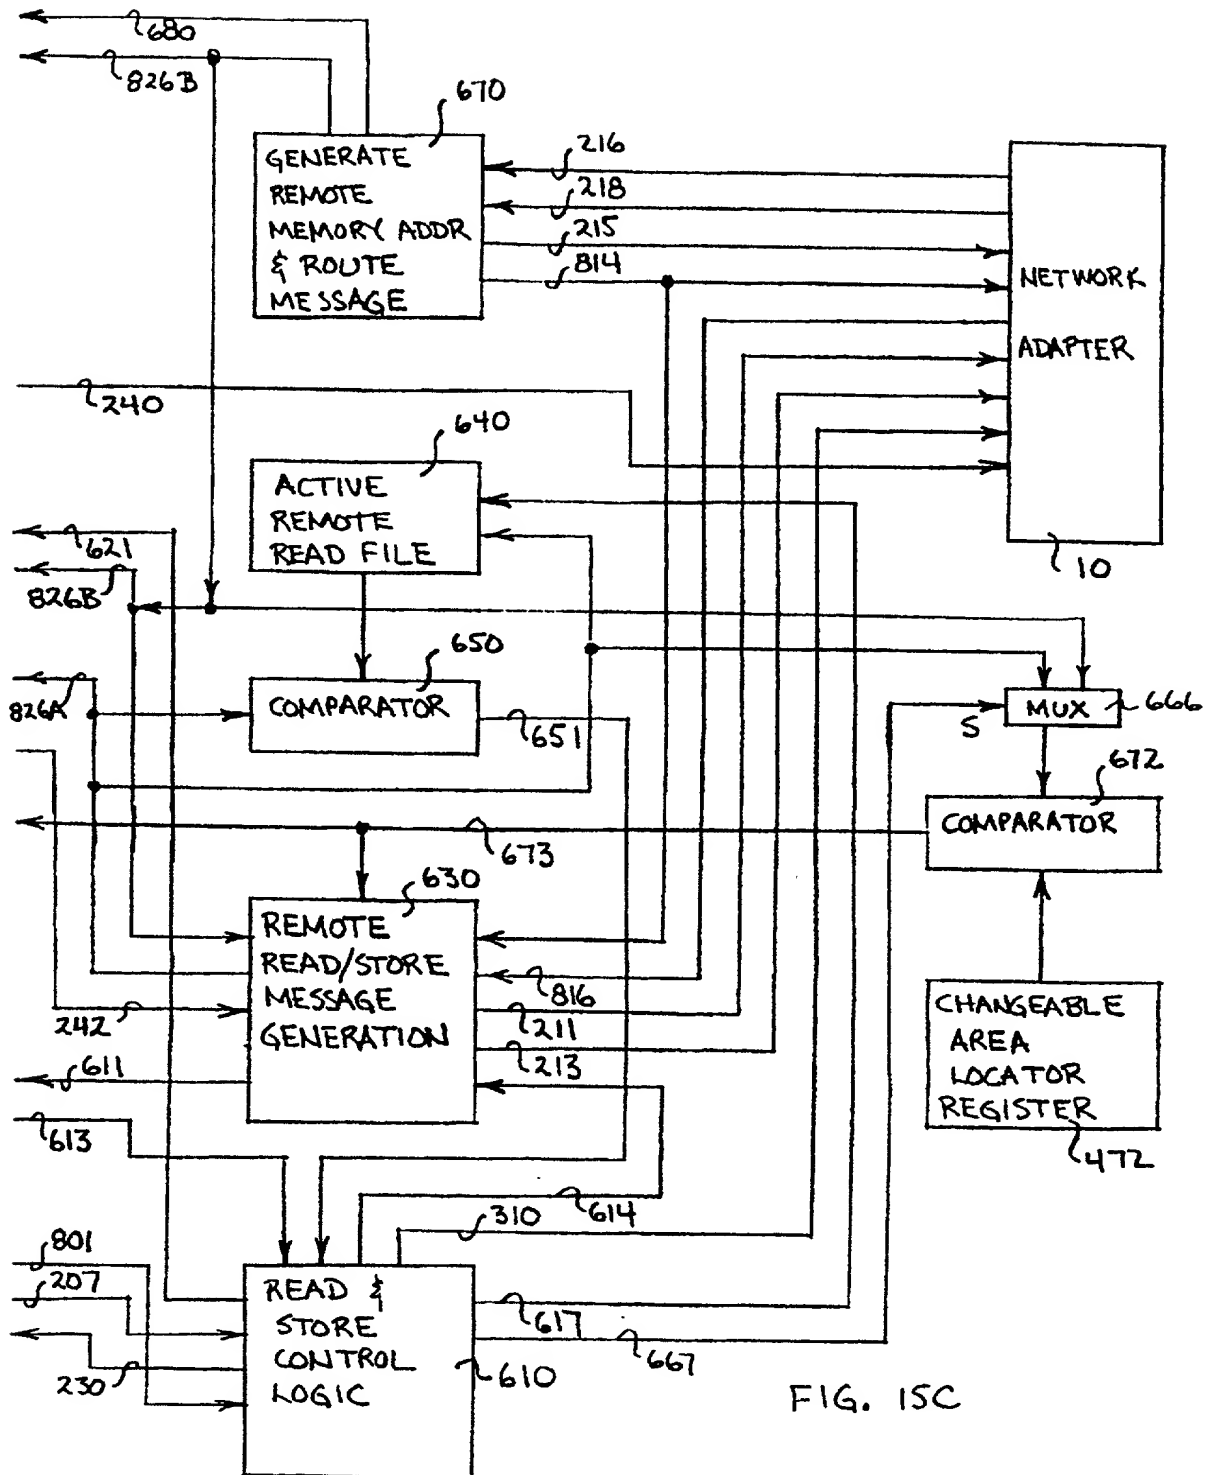 680
826B
670
GENERATE
REMOTE
MEMORY ADDR
& ROUTE
MESSAGE
216
218
215
814
NETWORK
ADAPTER
10
240
640
ACTIVE
REMOTE
READ FILE
621
826B
650
COMPARATOR
651
826A
MUX
666
S
672
COMPARATOR
673
630
REMOTE
READ/STORE
MESSAGE
GENERATION
816
211
213
242
611
613
CHANGEABLE
AREA
LOCATOR
REGISTER
472
614
310
801
207
READ &
STORE
CONTROL
LOGIC
617
667
230
610
FIG. 15C